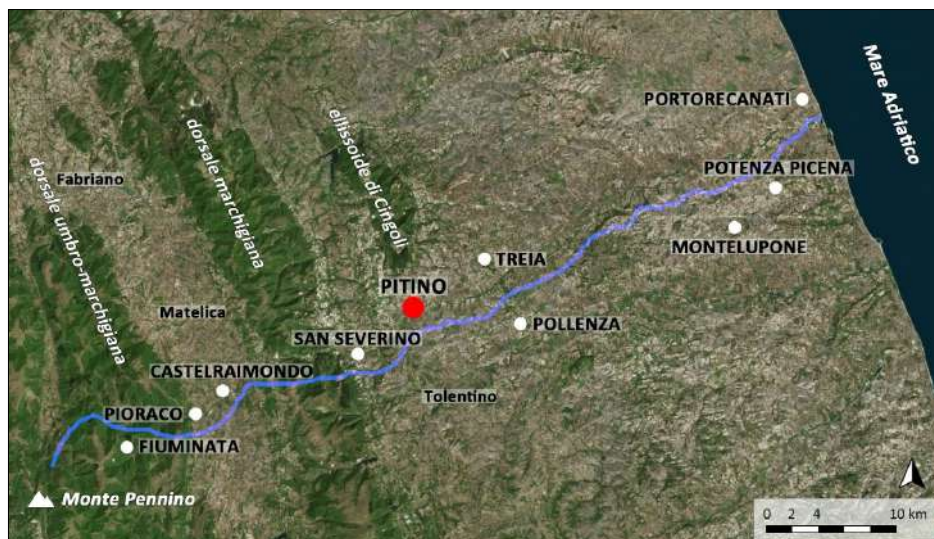 Mare Adriatico
PORTORECANATI
dorsale marchigiana
ellissoide di Cingoli
POTENZA PICENA
Fabriano
dorsale umbro-marchigiana
MONTELUPONE
TREIA
PITINO
Matelica
POLLENZA
SAN SEVERINO
CASTELRAIMONDO
Tolentino
PIORACO
FIUMINATA
Monte Pennino
0 2 4 10 km